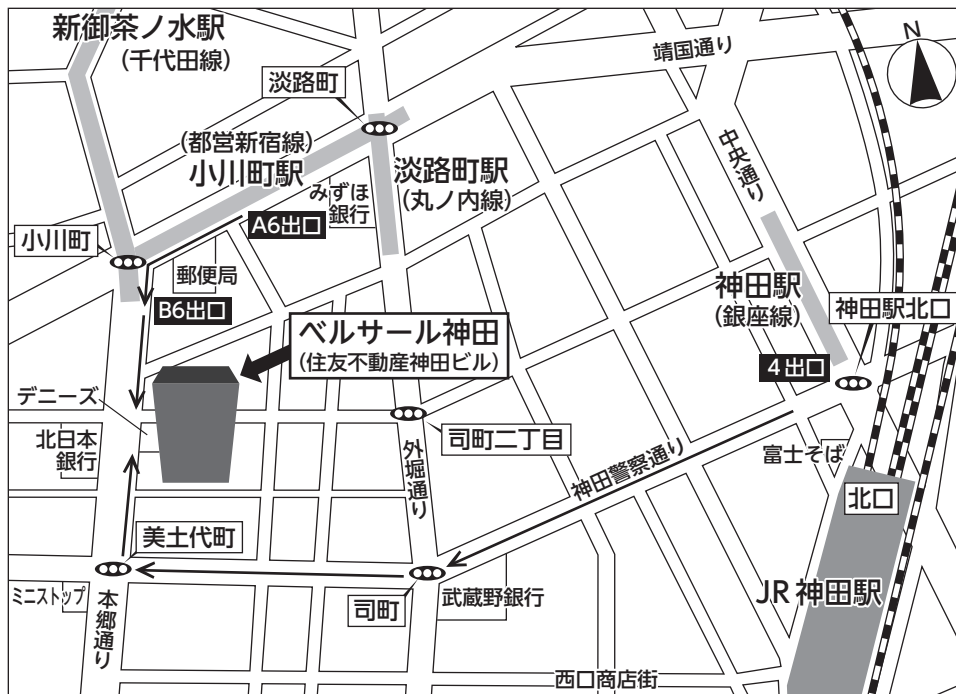 新御茶ノ水駅
(千代田線)
靖国通り
N
淡路町
(都営新宿線)
小川町駅
淡路町駅
(丸ノ内線)
みずほ
銀行
中央通り
A6出口
小川町
郵便局
B6出口
神田駅
(銀座線)
神田駅北口
ベルサール神田
(住友不動産神田ビル)
4出口
デニーズ
北日本
銀行
司町二丁目
外堀通り
神田警察通り
富士そば
北口
美土代町
ミニストップ
本郷通り
司町
武蔵野銀行
JR神田駅
西口商店街